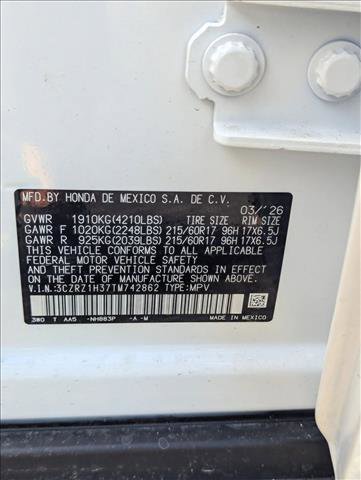 MFD.BY HONDA DE MEXICO S.A. DE C.V.
03/'26
GVWR 1910KG(4210LBS) TIRE SIZE RIM SIZE
GAWR F 1020KG(2248LBS) 215/60R17 96H 17X6.5J
GAWR R 925KG(2039LBS) 215/60R17 96H 17X6.5J
THIS VEHICLE CONFORMS TO ALL APPLICABLE
FEDERAL MOTOR VEHICLE SAFETY STANDARDS IN
EFFECT ON THE DATE OF MANUFACTURE SHOWN ABOVE.
V.I.N.:3CZRZ1H37TM742862 TYPE:MPV
3W0 T AA5 -NH883P -A -M
MADE IN MEXICO